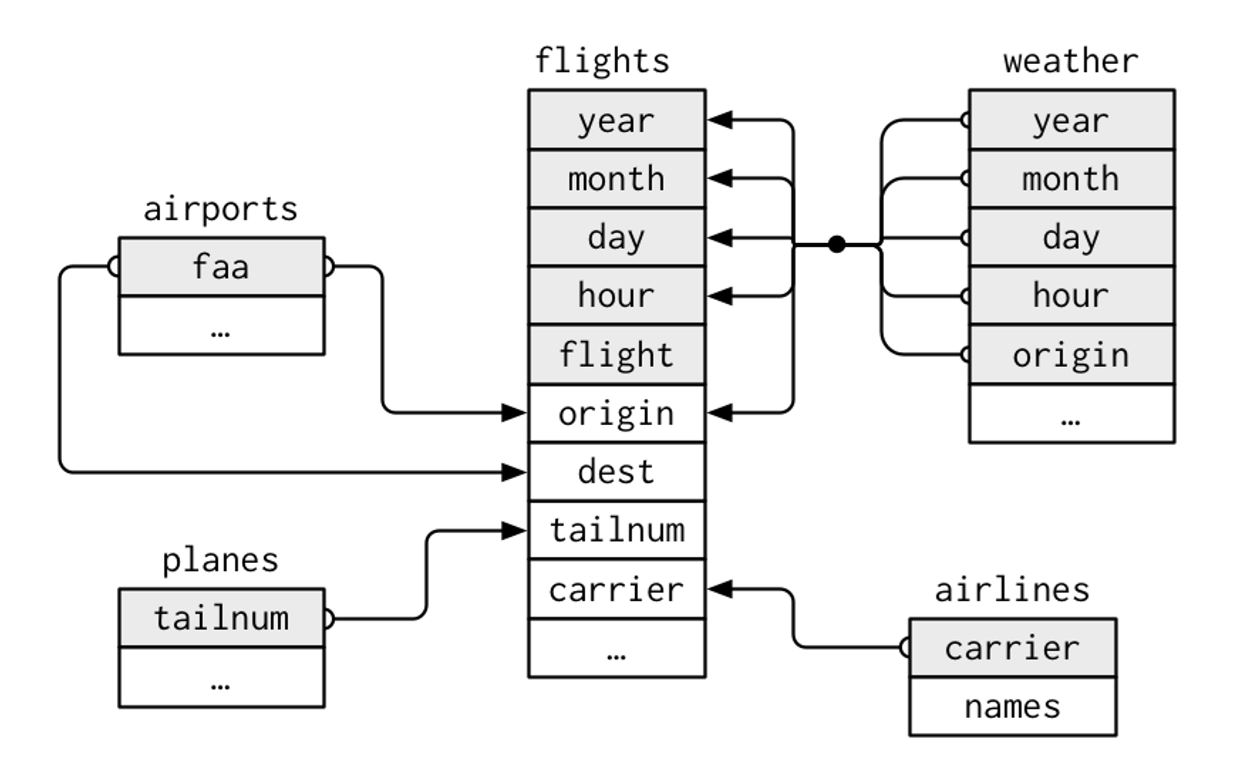 flights
year
month
day
hour
flight
origin
dest
tailnum
carrier
…
weather
year
month
day
hour
origin
…
airports
faa
…
planes
tailnum
…
airlines
carrier
names